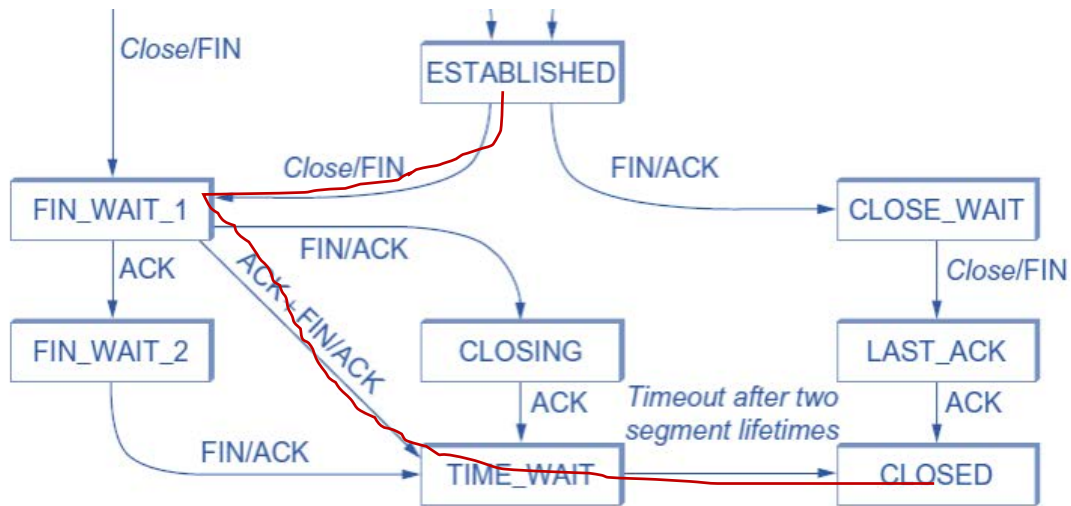 Close/FIN
ESTABLISHED
Close/FIN
FIN/ACK
FIN_WAIT_1
CLOSE_WAIT
FIN/ACK
ACK
ACK+FIN/ACK
Close/FIN
FIN_WAIT_2
CLOSING
LAST_ACK
ACK
Timeout after two
segment lifetimes
ACK
FIN/ACK
TIME_WAIT
CLOSED